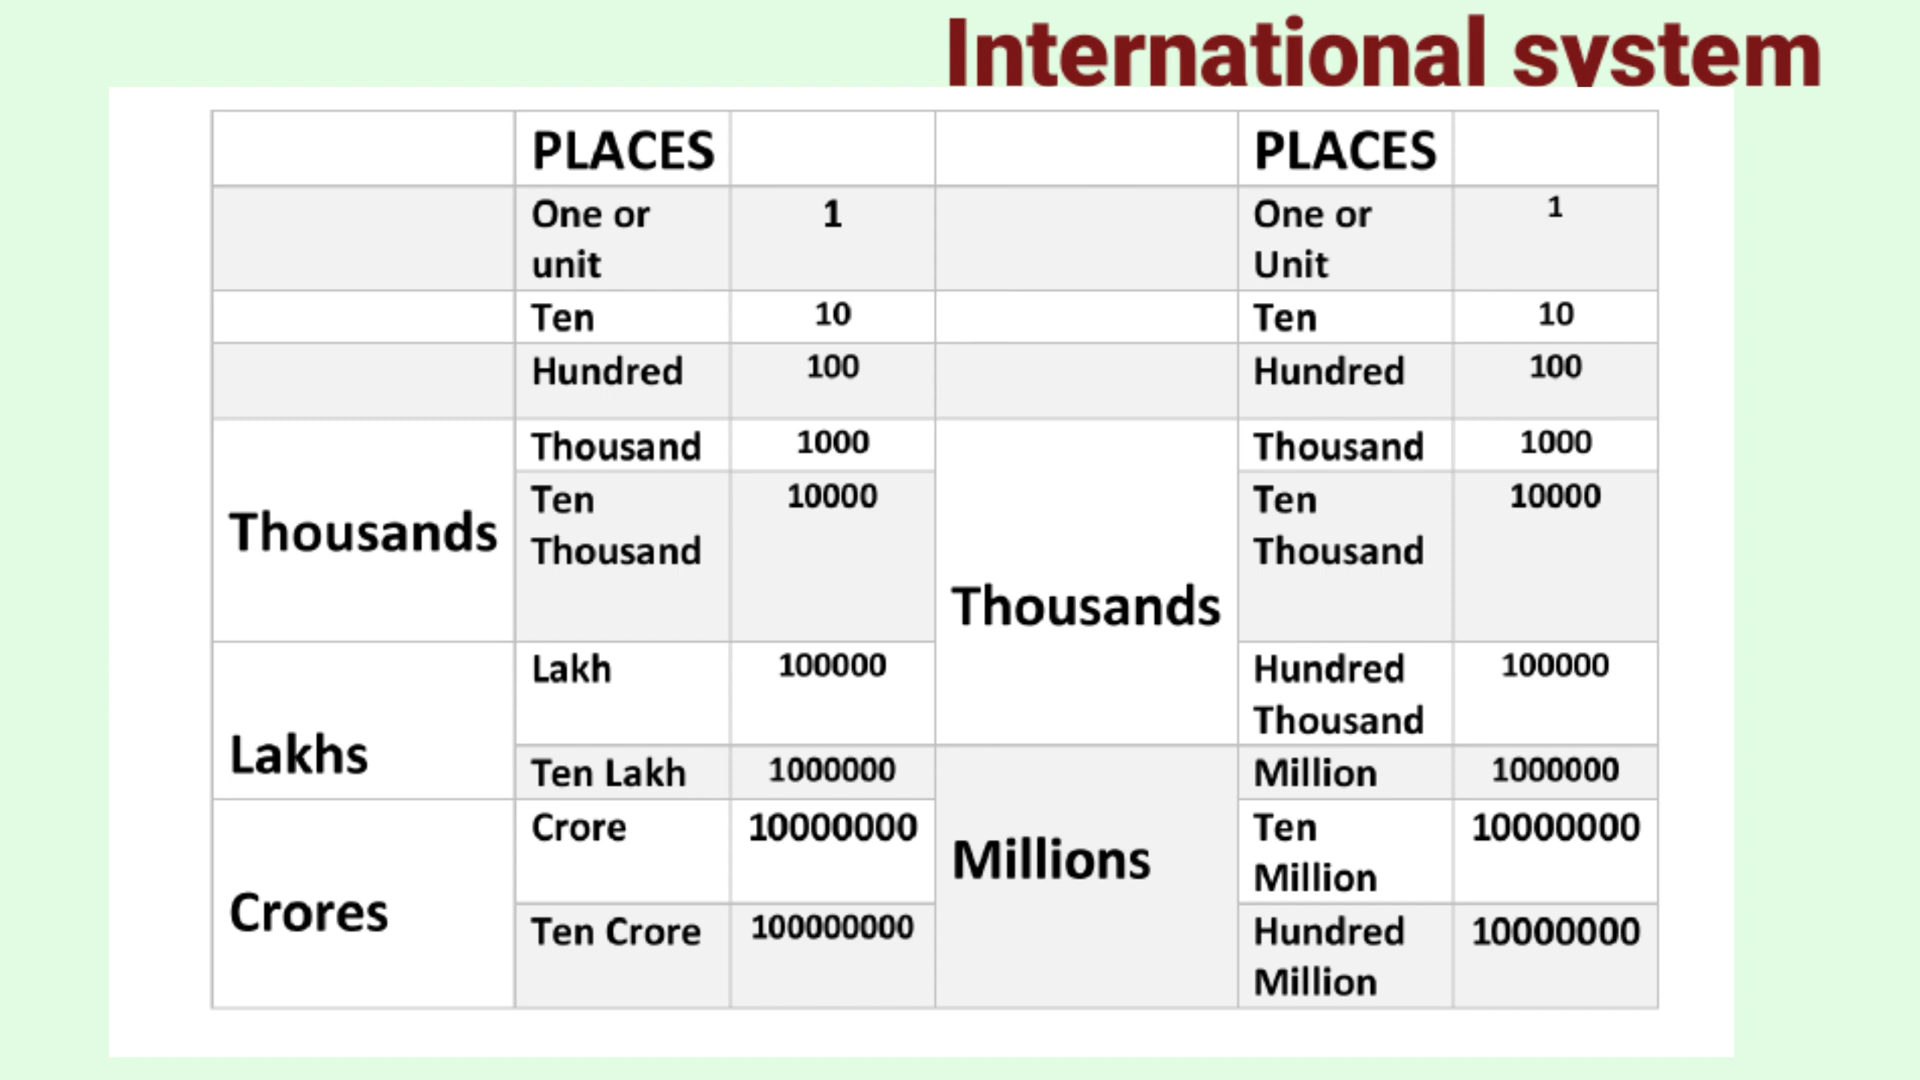 International system
PLACES PLACES
One or unit 1 One or Unit 1
Ten 10 Ten 10
Hundred 100 Hundred 100
Thousands Thousand 1000 Thousands Thousand 1000
Ten Thousand 10000 Ten Thousand 10000
Lakhs Lakh 100000 Hundred Thousand 100000
Ten Lakh 1000000 Millions Million 1000000
Crores Crore 10000000 Ten Million 10000000
Ten Crore 100000000 Hundred Million 10000000